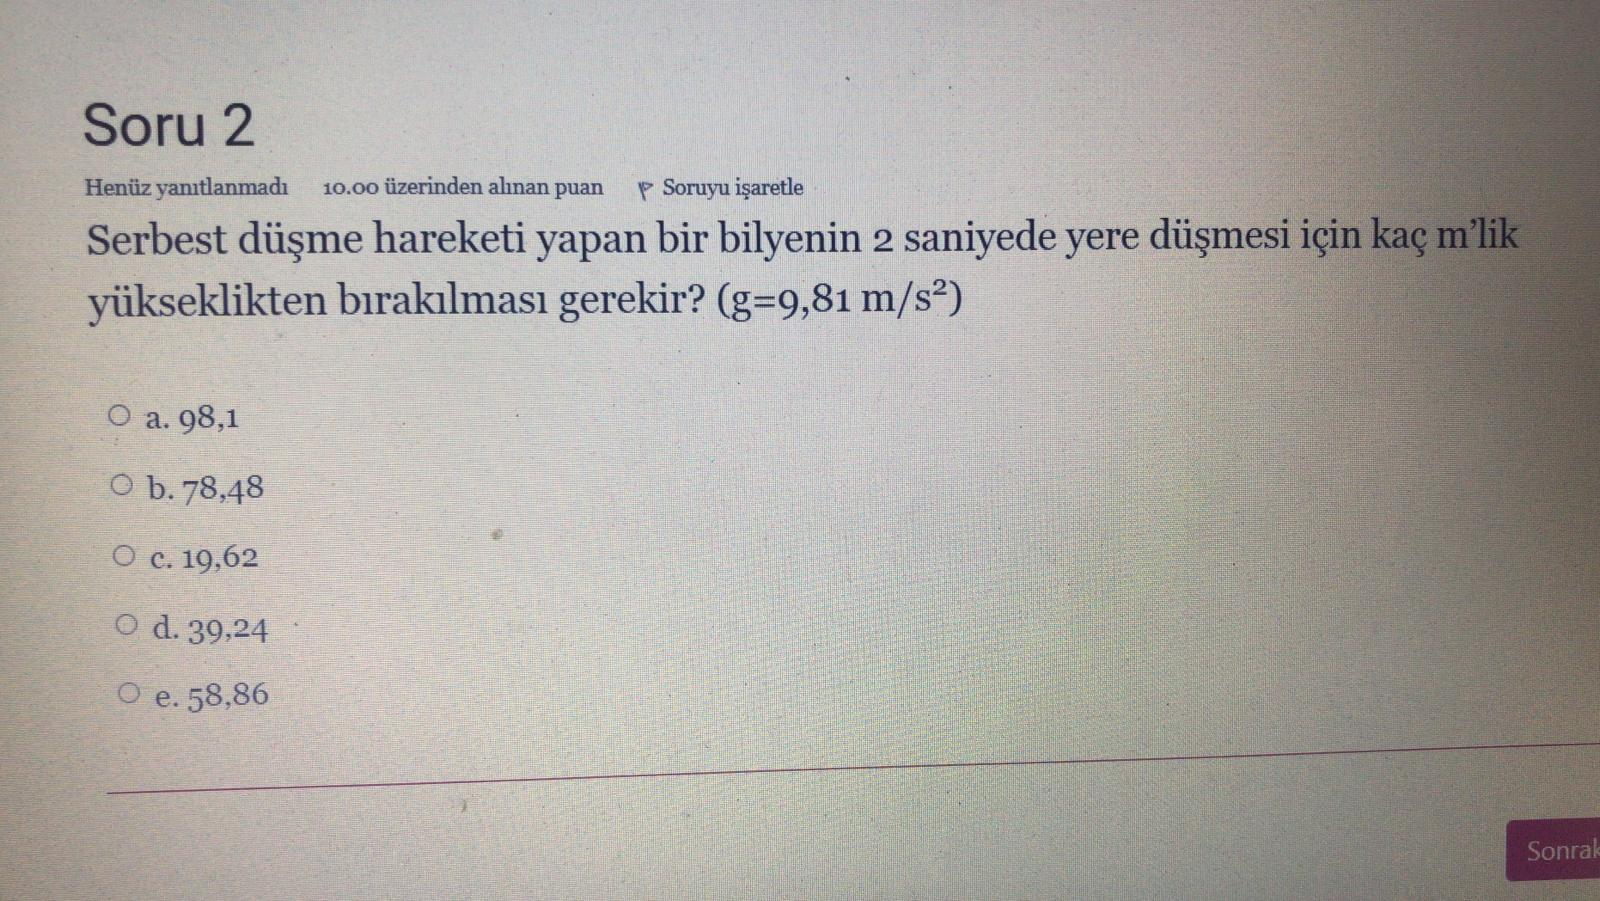 Soru 2
Henüz yanıtlanmadı 10.00 üzerinden alınan puan Soruyu işaretle
Serbest düşme hareketi yapan bir bilyenin 2 saniyede yere düşmesi için kaç m'lik
yükseklikten bırakılması gerekir? (g=9,81 m/s²)
a. 98,1
b. 78,48
c. 19,62
d. 39,24
e. 58,86